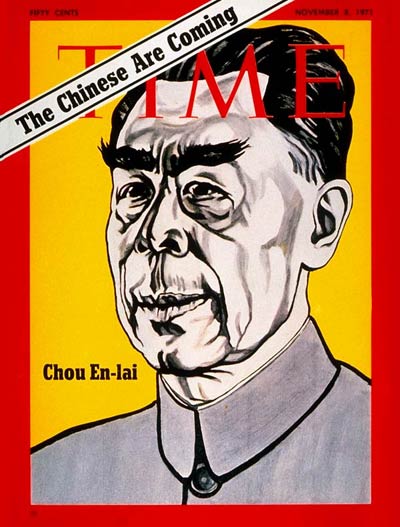 FIFTY CENTS
NOVEMBER 8, 1971
The Chinese Are Coming
TIME
Chou En-lai